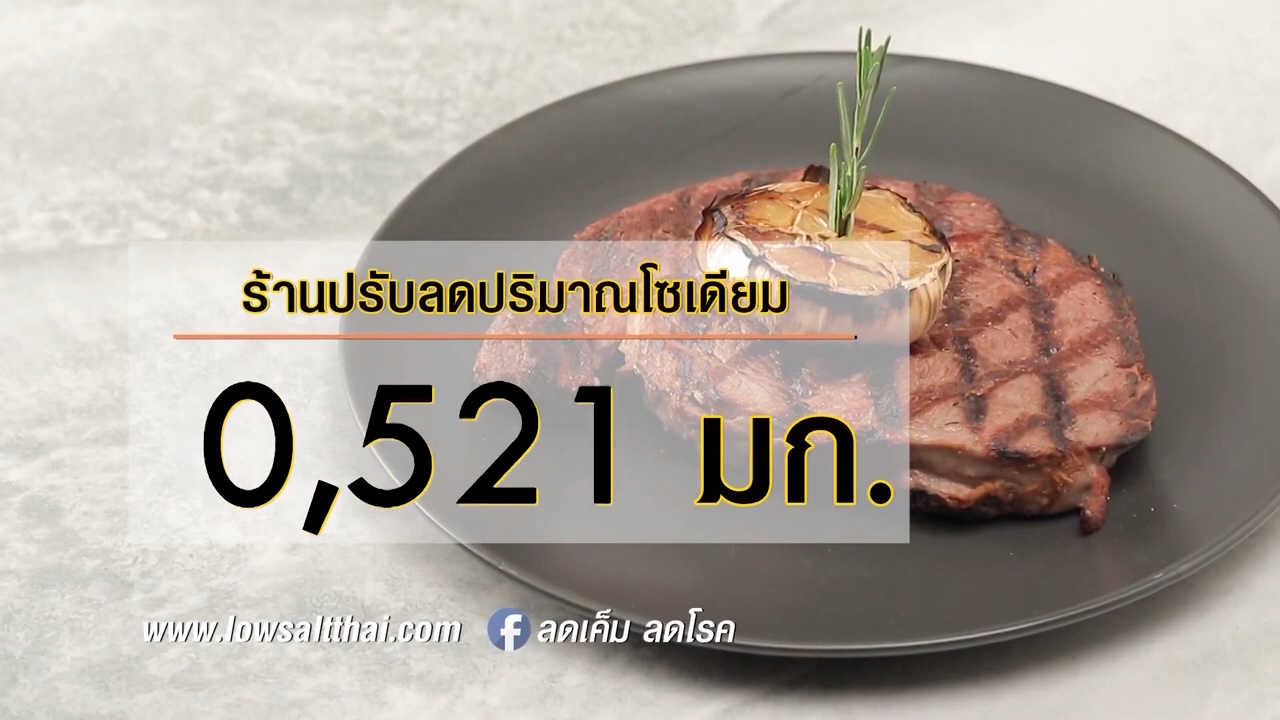 ร้านปรับลดปริมาณโซเดียม
0,521 มก.
www.lowsaltthai.com ลดเค็ม ลดโรค